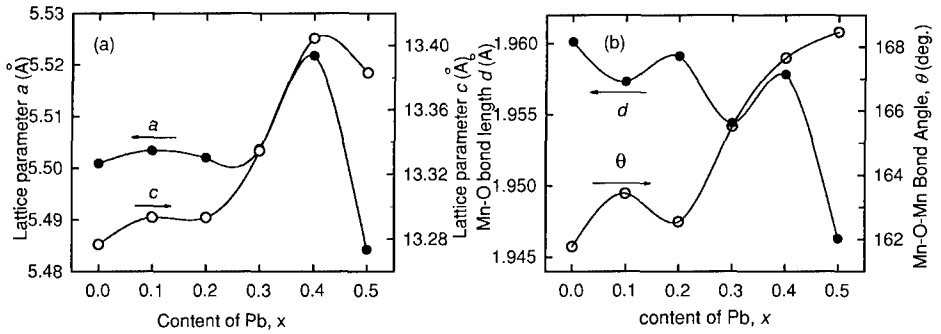 (a)
5.53
5.52
5.51
5.50
5.49
5.48
Lattice parameter a (Å)
a
c
13.40
13.36
13.32
13.28
Lattice parameter c (Å)
0.0 0.1 0.2 0.3 0.4 0.5
Content of Pb, x
(b)
1.960
1.955
1.950
1.945
Mn-O bond length d (Å)
d
θ
168
166
165
163
162
Mn-O-Mn Bond Angle, θ (deg.)
0.0 0.1 0.2 0.3 0.4 0.5
content of Pb, x